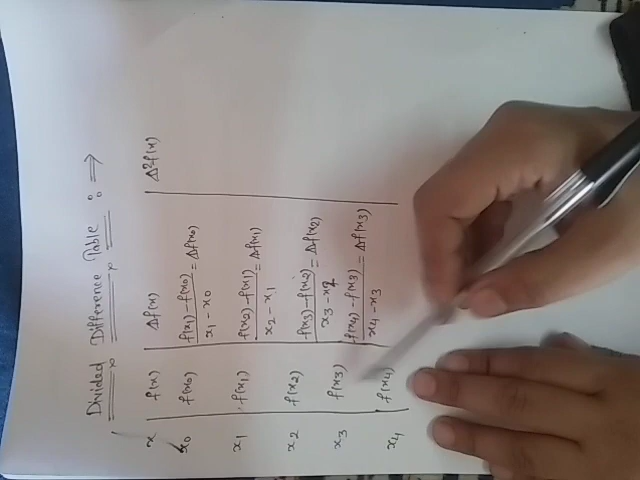 Divided Difference Table : ⇒
x f(x) Δf(x) Δ²f(x)
x₀ f(x₀)
f(x₁) - f(x₀) / x₁ - x₀ = Δf(x₀)
x₁ f(x₁)
f(x₂) - f(x₁) / x₂ - x₁ = Δf(x₁)
x₂ f(x₂)
f(x₃) - f(x₂) / x₃ - x₂ = Δf(x₂)
x₃ f(x₃)
f(x₄) - f(x₃) / x₄ - x₃ = Δf(x₃)
x₄ f(x₄)